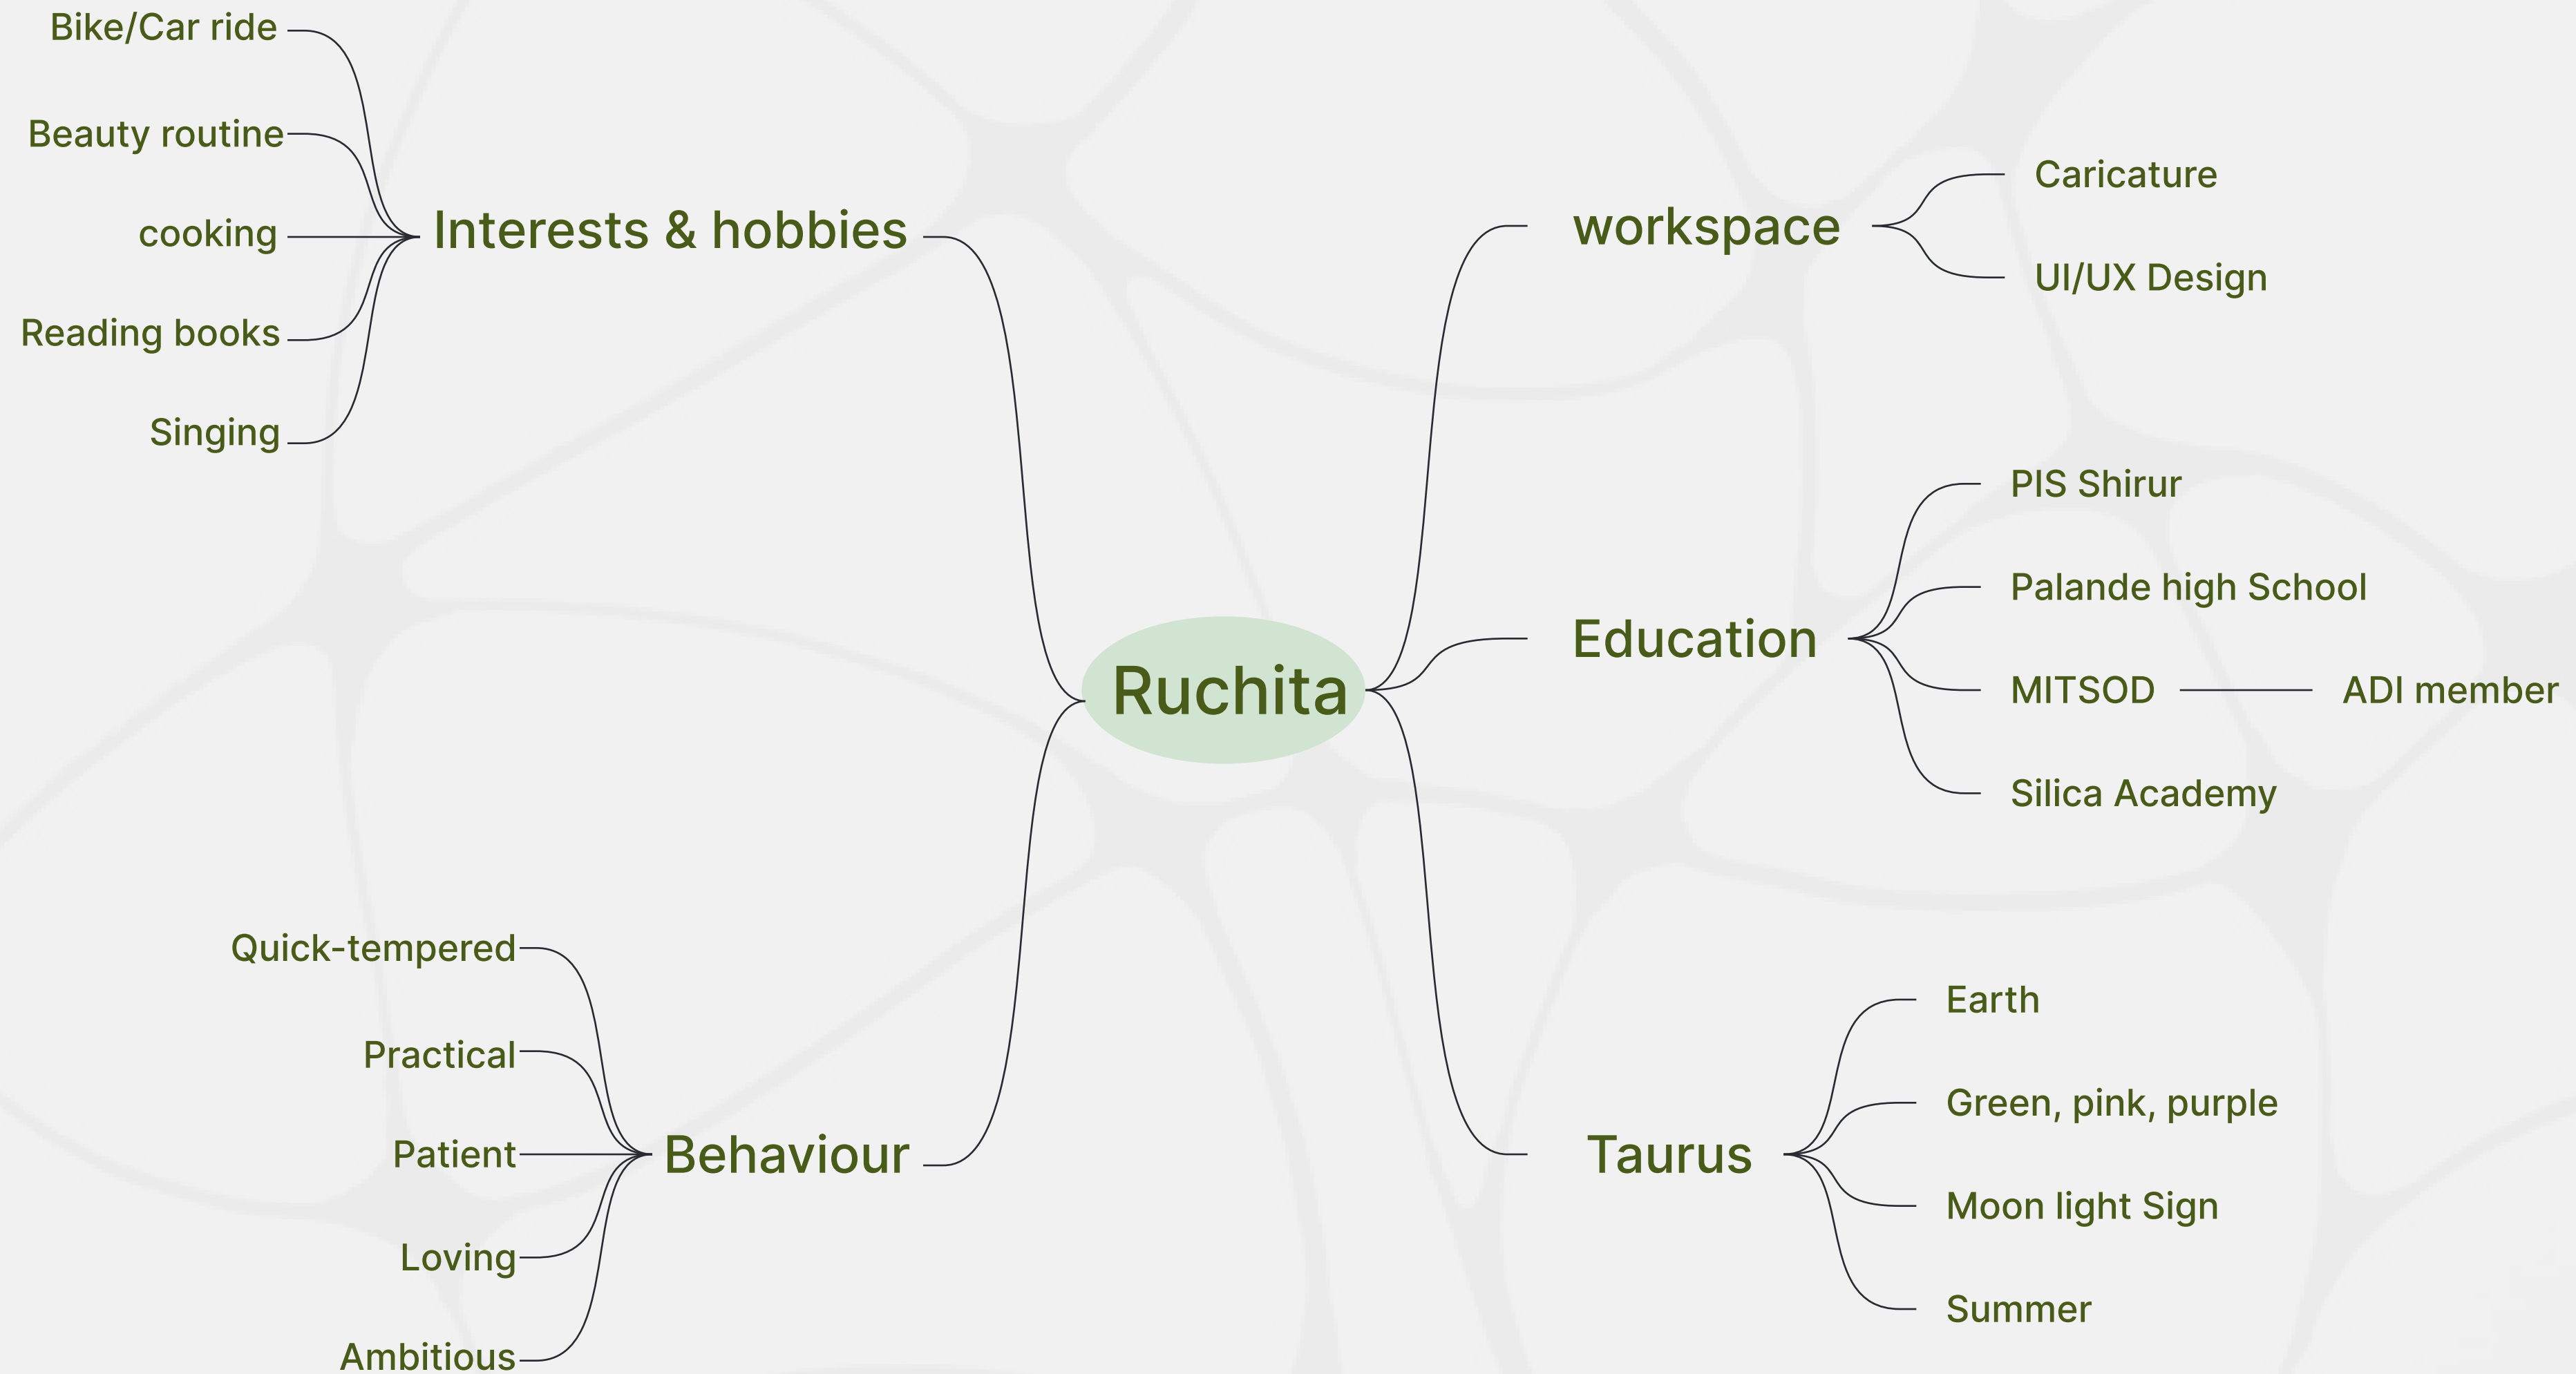 Bike/Car ride
Beauty routine
cooking
Reading books
Singing
Interests & hobbies
Quick-tempered
Practical
Patient
Loving
Ambitious
Behaviour
Ruchita
workspace
Caricature
UI/UX Design
Education
PIS Shirur
Palande high School
MITSOD
ADI member
Silica Academy
Taurus
Earth
Green, pink, purple
Moon light Sign
Summer